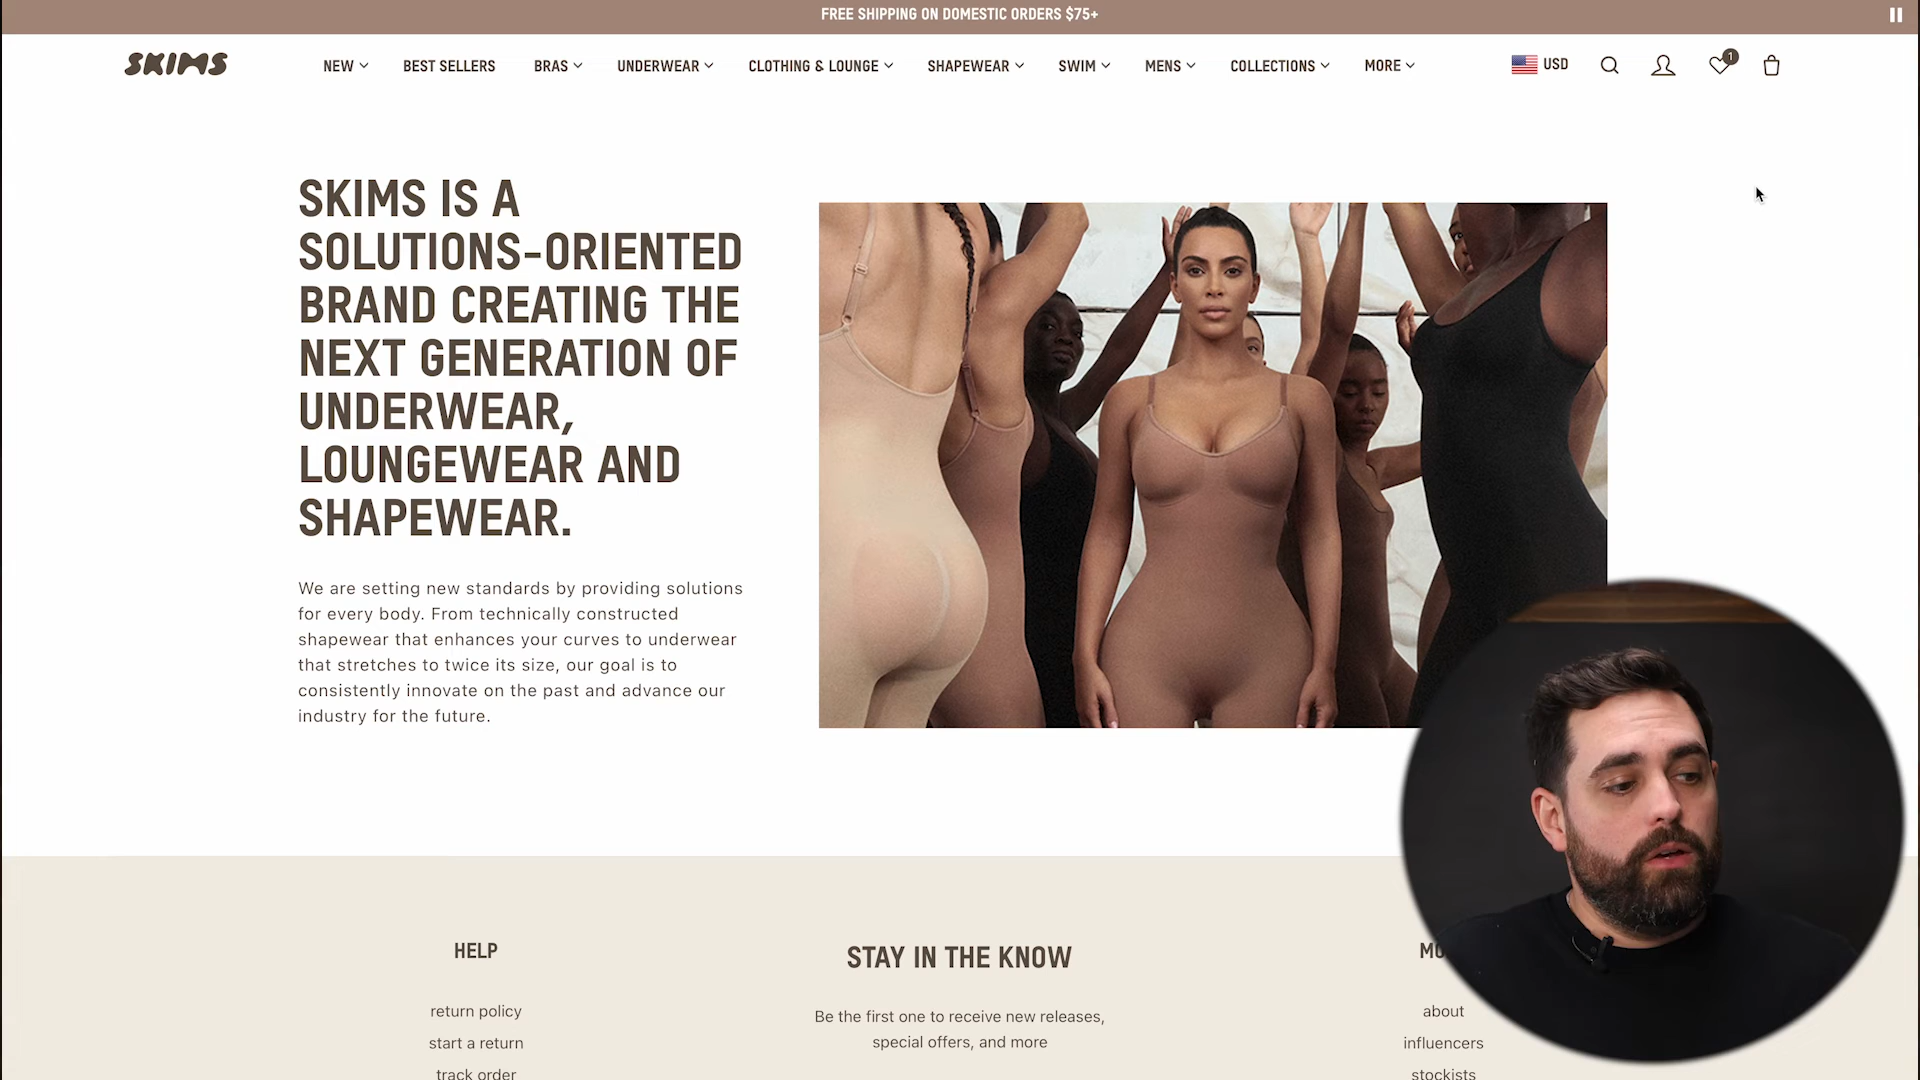 FREE SHIPPING ON DOMESTIC ORDERS $75+
SKIMS
NEW
BEST SELLERS
BRAS
UNDERWEAR
CLOTHING & LOUNGE
SHAPEWEAR
SWIM
MENS
COLLECTIONS
MORE
USD
1
SKIMS IS A
SOLUTIONS-ORIENTED
BRAND CREATING THE
NEXT GENERATION OF
UNDERWEAR,
LOUNGEWEAR AND
SHAPEWEAR.
We are setting new standards by providing solutions
for every body. From technically constructed
shapewear that enhances your curves to underwear
that stretches to twice its size, our goal is to
consistently innovate on the past and advance our
industry for the future.
HELP
return policy
start a return
track order
STAY IN THE KNOW
Be the first one to receive new releases,
special offers, and more
about
influencers
stockists